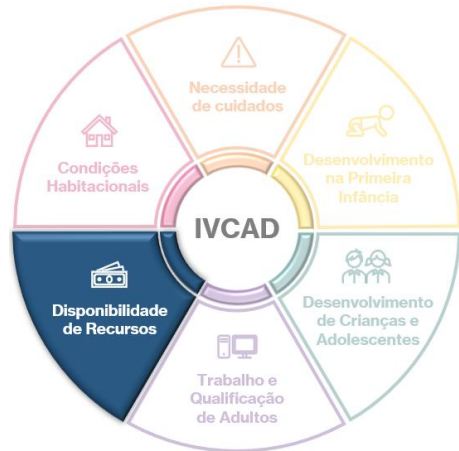 Necessidade
de cuidados
Desenvolvimento
na Primeira
Infância
Desenvolvimento
de Crianças e
Adolescentes
Trabalho e
Qualificação
de Adultos
Disponibilidade
de Recursos
Condições
Habitacionais
IVCAD